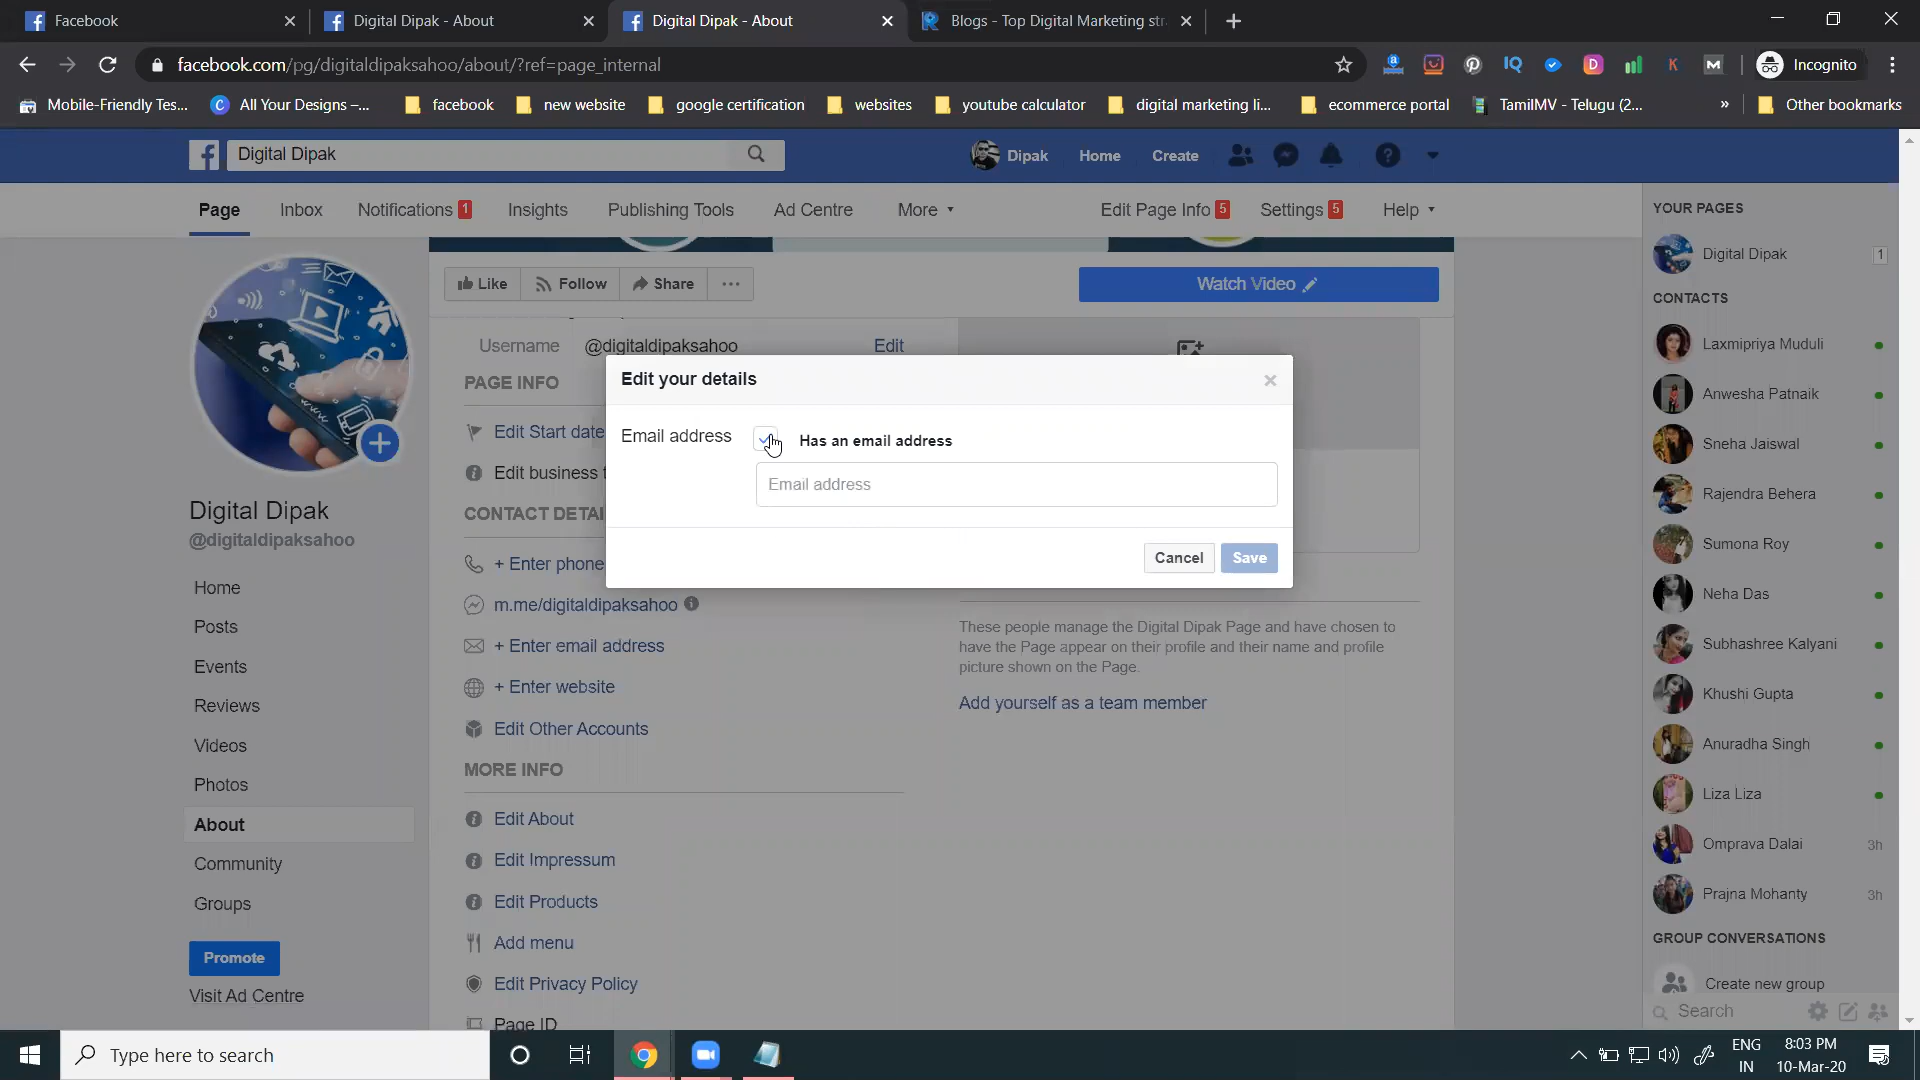 Facebook
Digital Dipak - About
Digital Dipak - About
Blogs - Top Digital Marketing str
facebook.com/pg/digitaldipaksahoo/about/?ref=page_internal
Incognito
Mobile-Friendly Tes...
All Your Designs –...
facebook
new website
google certification
websites
youtube calculator
digital marketing li...
ecommerce portal
TamilMV - Telugu (2...
»
Other bookmarks
Digital Dipak
Dipak
Home
Create
Page
Inbox
Notifications 1
Insights
Publishing Tools
Ad Centre
More
Edit Page Info 5
Settings 5
Help
Like
Follow
Share
...
Watch Video
Username @digitaldipaksahoo Edit
PAGE INFO
Edit Start date
Edit business t
CONTACT DETAI
+ Enter phone
m.me/digitaldipaksahoo
+ Enter email address
+ Enter website
Edit Other Accounts
MORE INFO
Edit About
Edit Impressum
Edit Products
Add menu
Edit Privacy Policy
Page ID
Edit your details
Email address
Has an email address
Email address
Cancel
Save
These people manage the Digital Dipak Page and have chosen to
have the Page appear on their profile and their name and profile
picture shown on the Page.
Add yourself as a team member
Digital Dipak
@digitaldipaksahoo
Home
Posts
Events
Reviews
Videos
Photos
About
Community
Groups
Promote
Visit Ad Centre
YOUR PAGES
Digital Dipak 1
CONTACTS
Laxmipriya Muduli
Anwesha Patnaik
Sneha Jaiswal
Rajendra Behera
Sumona Roy
Neha Das
Subhashree Kalyani
Khushi Gupta
Anuradha Singh
Liza Liza
Omprava Dalai 3h
Prajna Mohanty 3h
GROUP CONVERSATIONS
Create new group
Search
Type here to search
ENG
IN
8:03 PM
10-Mar-20